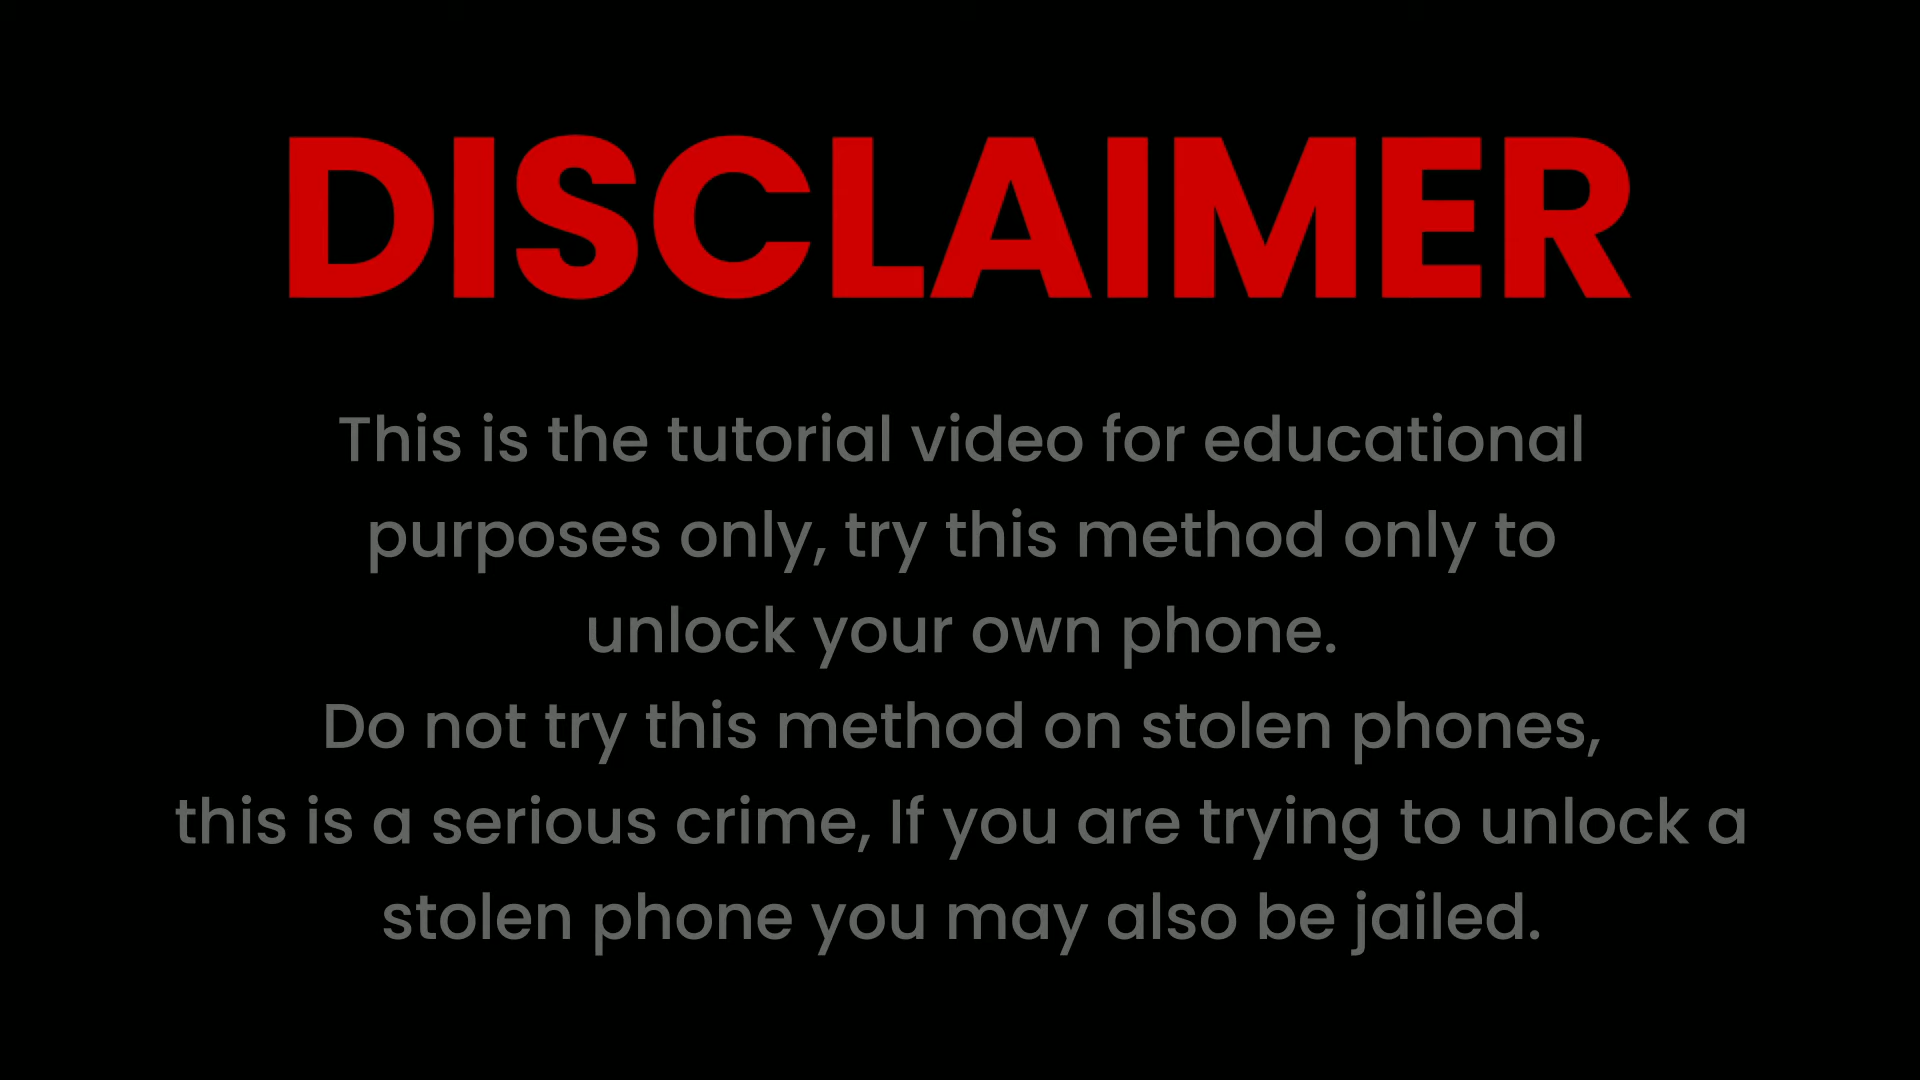 DISCLAIMER
This is the tutorial video for educational
purposes only, try this method only to
unlock your own phone.
Do not try this method on stolen phones,
this is a serious crime, If you are trying to unlock a
stolen phone you may also be jailed.